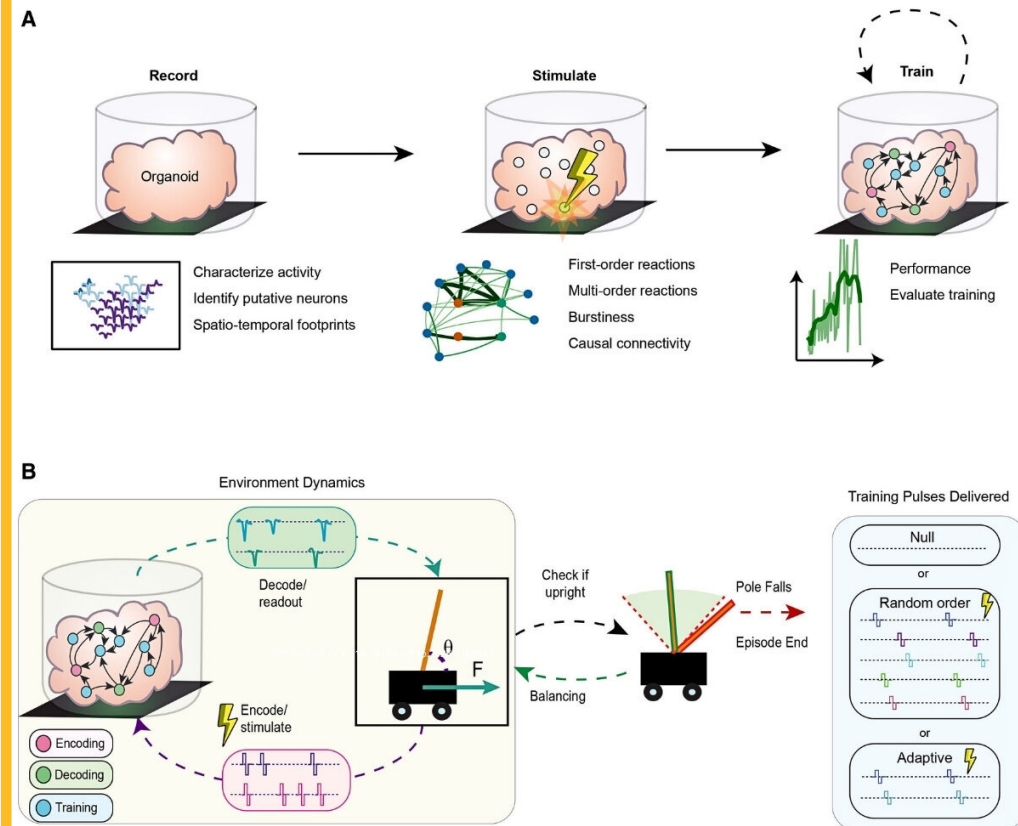 A
Record
Stimulate
Train
Organoid
Characterize activity
Identify putative neurons
Spatio-temporal footprints
First-order reactions
Multi-order reactions
Burstiness
Causal connectivity
Performance
Evaluate training
B
Environment Dynamics
Decode/
readout
θ
F
Encode/
stimulate
Encoding
Decoding
Training
Check if
upright
Balancing
Pole Falls
Episode End
Training Pulses Delivered
Null
or
Random order
or
Adaptive